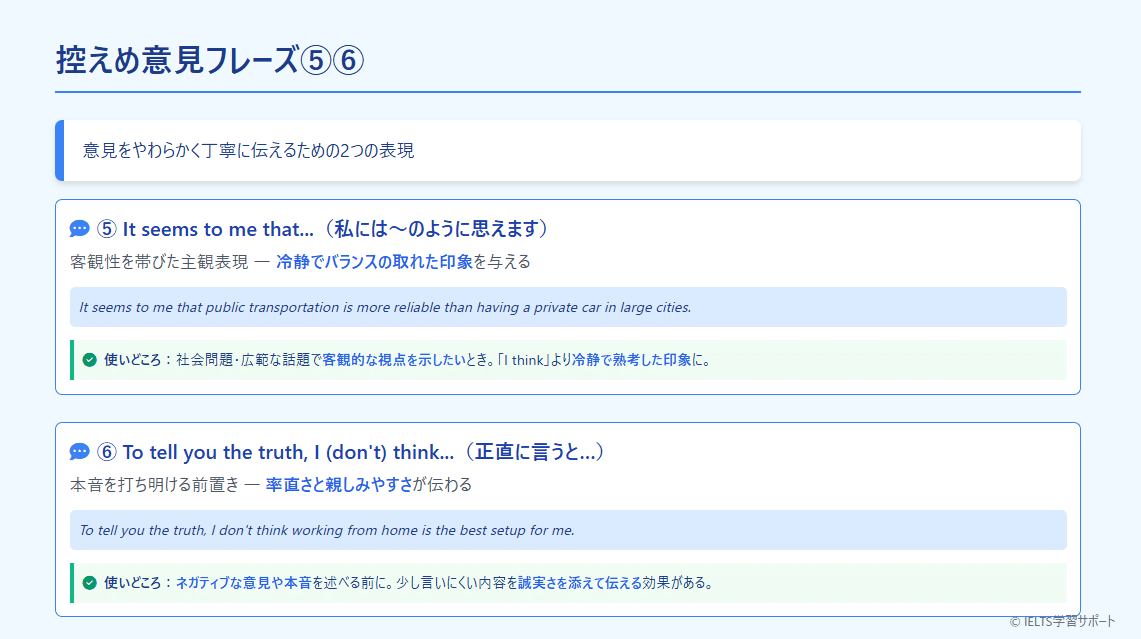 控えめ意見フレーズ⑤⑥
意見をやわらかく丁寧に伝えるための2つの表現
⑤ It seems to me that...（私には～のように思えます）
客観性を帯びた主観表現 — 冷静でバランスの取れた印象を与える
It seems to me that public transportation is more reliable than having a private car in large cities.
使いどころ：社会問題・広範な話題で客観的な視点を示したいとき。「I think」より冷静で熟考した印象に。
⑥ To tell you the truth, I (don't) think...（正直に言うと...）
本音を打ち明ける前置き — 率直さと親しみやすさが伝わる
To tell you the truth, I don't think working from home is the best setup for me.
使いどころ：ネガティブな意見や本音を述べる前に。少し言いにくい内容を誠実さを添えて伝える効果がある。
© IELTS学習サポート